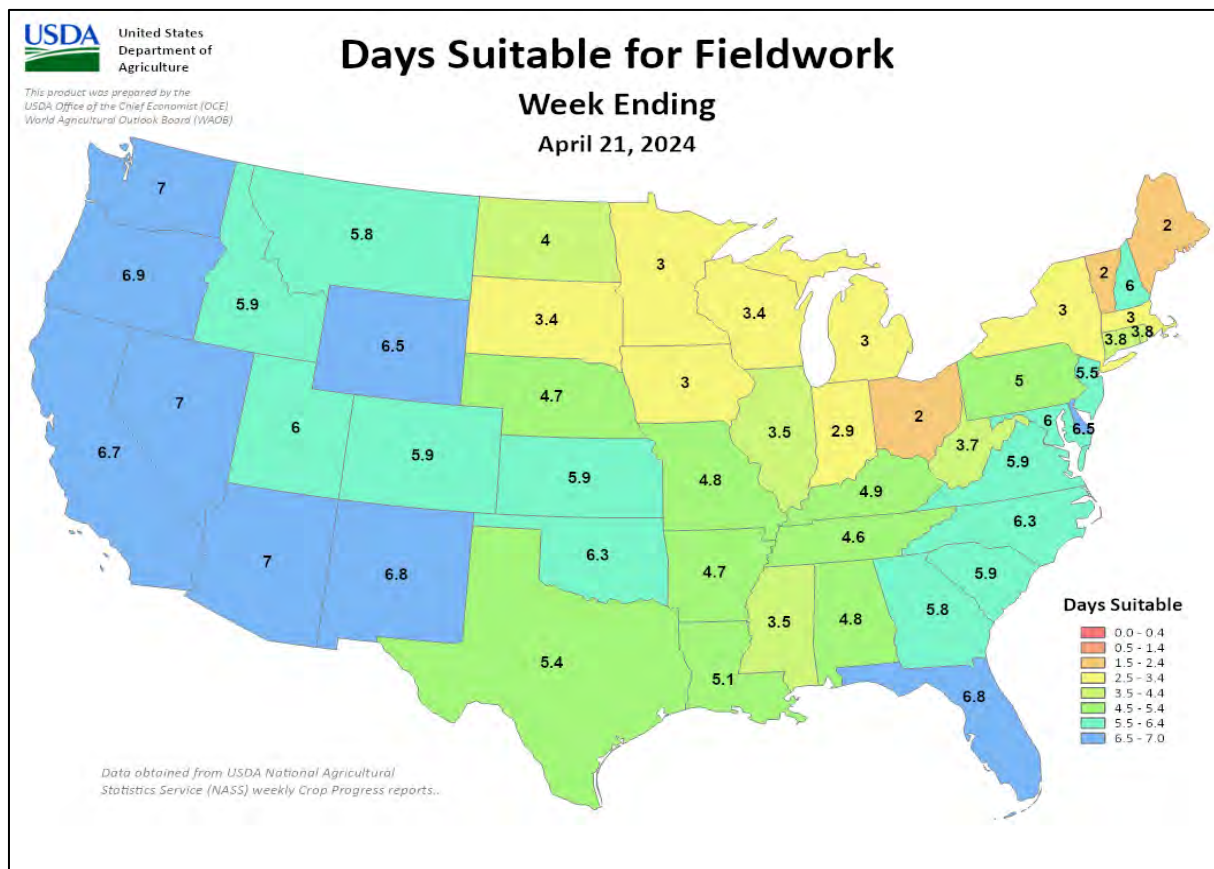 USDA
United States
Department of
Agriculture
This product was prepared by the
USDA Office of the Chief Economist (OCE)
World Agricultural Outlook Board (WAOB)
Days Suitable for Fieldwork
Week Ending
April 21, 2024
7
5.8
4
3
2
2
6
6.9
5.9
3.4
3.4
3
3
3
3.8
3.8
6.5
4.7
3
5
5.5
7
6
5.9
3.5
2.9
2
6
6.5
6.7
5.9
4.8
3.7
5.9
4.9
7
6.8
6.3
4.7
4.6
6.3
5.9
5.4
5.1
3.5
4.8
5.8
6.8
Days Suitable
0.0 - 0.4
0.5 - 1.4
1.5 - 2.4
2.5 - 3.4
3.5 - 4.4
4.5 - 5.4
5.5 - 6.4
6.5 - 7.0
Data obtained from USDA National Agricultural
Statistics Service (NASS) weekly Crop Progress reports..